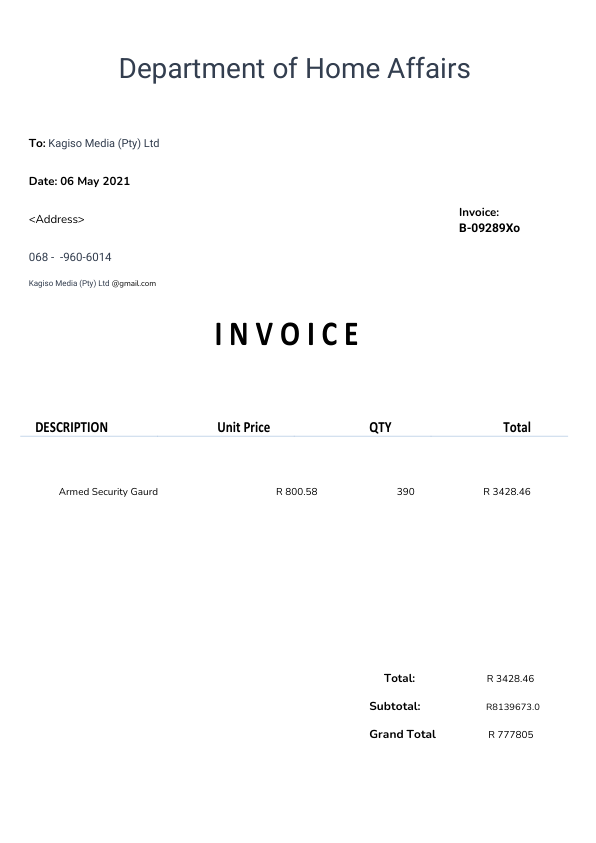 Department of Home Affairs
To: Kagiso Media (Pty) Ltd
Date: 06 May 2021
<Address>
Invoice:
B-09289Xo
068 -  -960-6014
Kagiso Media (Pty) Ltd @gmail.com
INVOICE
DESCRIPTION Unit Price QTY Total
Armed Security Gaurd R 800.58 390 R 3428.46
Total: R 3428.46
Subtotal: R8139673.0
Grand Total R 777805